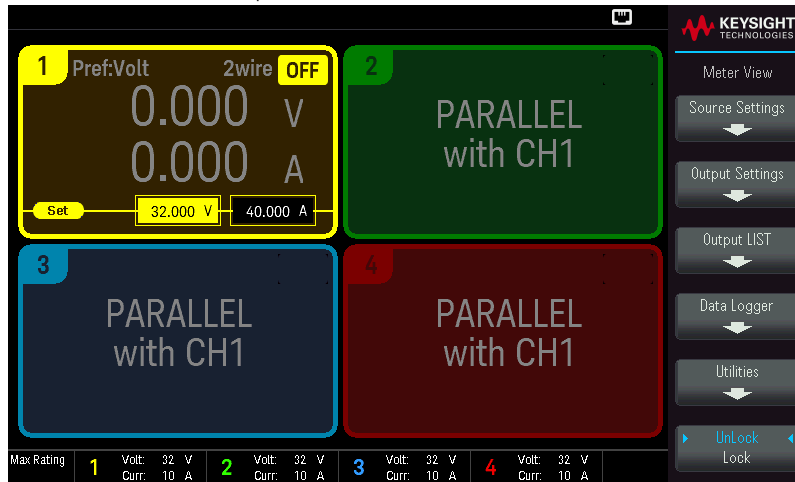 KEYSIGHT
TECHNOLOGIES
Meter View
1 Pref:Volt 2wire OFF
0.000 V
0.000 A
Set 32.000 V 40.000 A
2
PARALLEL
with CH1
3
PARALLEL
with CH1
4
PARALLEL
with CH1
Source Settings
Output Settings
Output LIST
Data Logger
Utilities
UnLock
Lock
Max Rating 1 Volt: 32 V 2 Volt: 32 V 3 Volt: 32 V 4 Volt: 32 V
Curr: 10 A Curr: 10 A Curr: 10 A Curr: 10 A